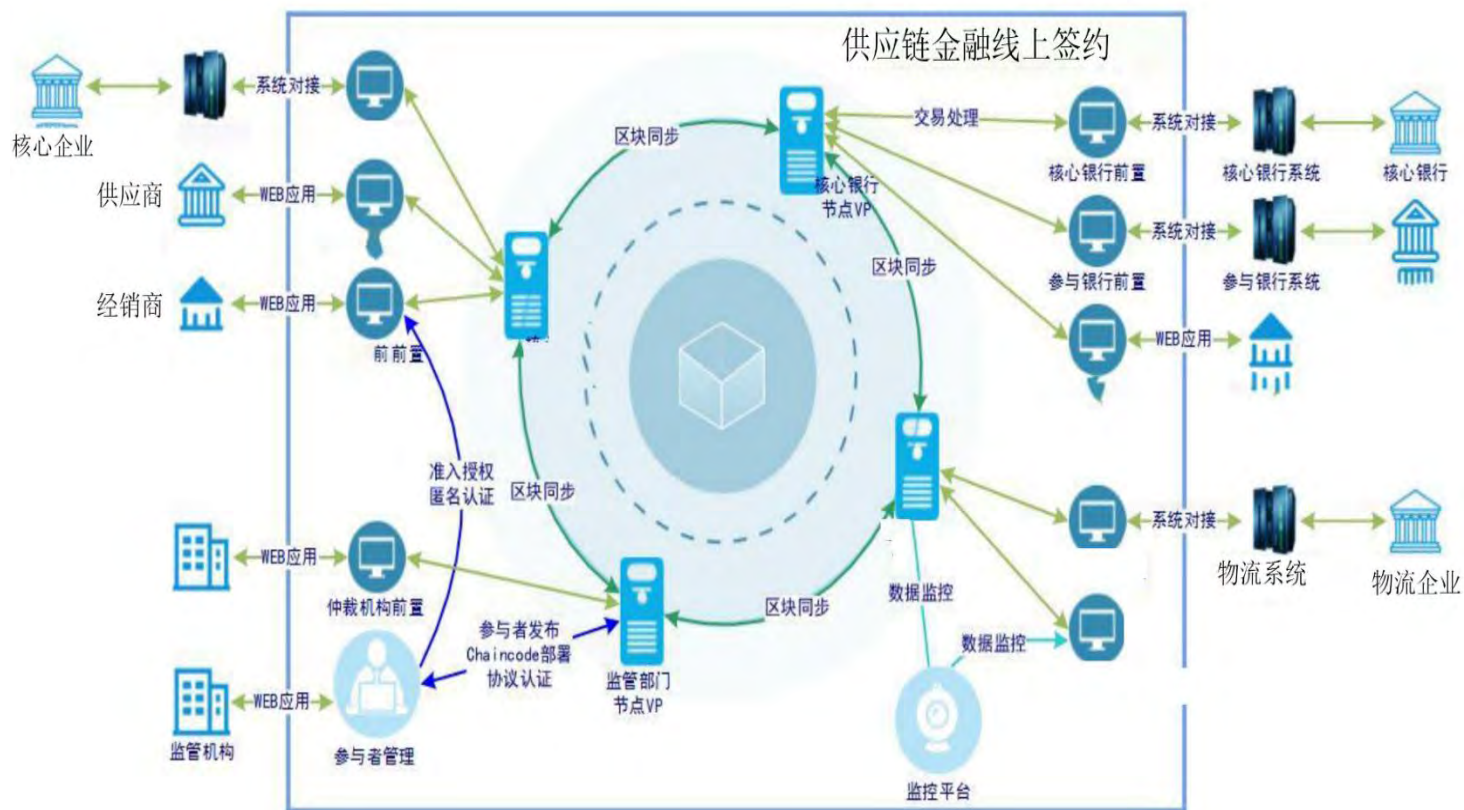 供应链金融线上签约
系统对接
核心企业
区块同步
交易处理
系统对接
核心银行前置
核心银行系统
核心银行
供应商
WEB应用
核心银行
节点VP
系统对接
区块同步
参与银行前置
参与银行系统
经销商
WEB应用
前前置
WEB应用
准入授权
匿名认证
区块同步
系统对接
WEB应用
物流系统
物流企业
仲裁机构前置
数据监控
区块同步
参与者发布
Chaincode部署
协议认证
数据监控
监管部门
节点VP
WEB应用
监管机构
参与者管理
监控平台